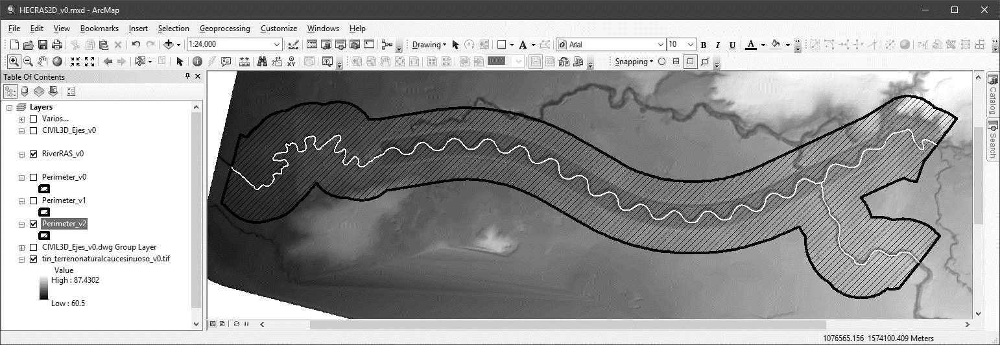 HECRAS2D_v0.mxd - ArcMap
File Edit View Bookmarks Insert Selection Geoprocessing Customize Windows Help
1:24,000 Drawing A Arial 10 B I U A
XY 100% Snapping
Table Of Contents
Layers
Varios...
CIVIL3D_Ejes_v0
RiverRAS_v0
Perimeter_v0
Perimeter_v1
Perimeter_v2
CIVIL3D_Ejes_v0.dwg Group Layer
tin_terrenonaturalcaucesinuoso_v0.tif
Value
High : 87.4302
Low : 60.5
Catalog
Search
1076565.156 1574100.409 Meters